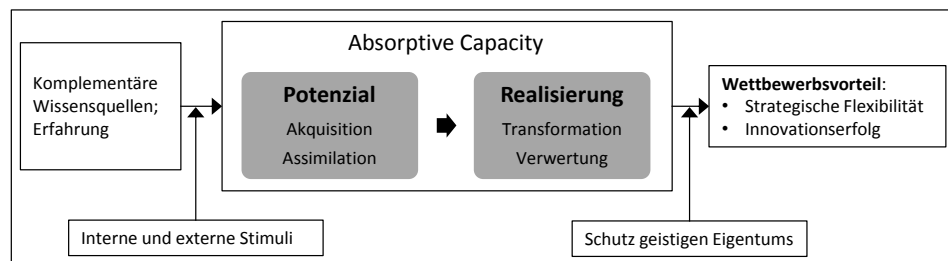 Absorptive Capacity
Komplementäre
Wissensquellen;
Erfahrung
Potenzial
Akquisition
Assimilation
Realisierung
Transformation
Verwertung
Wettbewerbsvorteil:
• Strategische Flexibilität
• Innovationserfolg
Interne und externe Stimuli
Schutz geistigen Eigentums